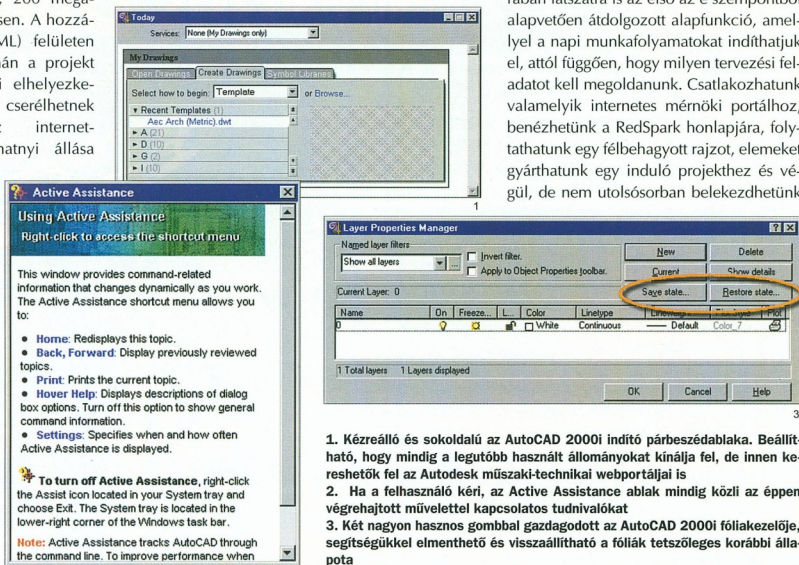 , 200 mega-
sen. A hozzá-
ML) felületen
mán a projekt
i elhelyezke-
cserélhetnek
internet-
hatnyi állása
Today
Services: None (My Drawings only)
My Drawings
Open Drawings Create Drawings Symbol Libraries
Select how to begin: Template or Browse...
Recent Templates (1)
Aec Arch (Metric).dwt
A (21)
D (10)
G (2)
I (10)
1
rában látszatra is az első az e szempontból
alapvetően átdolgozott alapfunkció, amel-
lyel a napi munkafolyamatokat indíthatjuk
el, attól függően, hogy milyen tervezési fel-
adatot kell megoldanunk. Csatlakozhatunk
valamelyik internetes mérnöki portálhoz,
benézhetünk a RedSpark honlapjára, foly-
tathatunk egy félbehagyott rajzot, elemeket
gyárthatunk egy induló projekthez és vé-
gül, de nem utolsósorban belekezdhetünk
Active Assistance
Using Active Assistance
Right-click to access the shortcut menu
This window provides command-related
information that changes dynamically as you work.
The Active Assistance shortcut menu allows you
to:
• Home: Redisplays this topic.
• Back, Forward: Display previously reviewed
topics.
• Print: Prints the current topic.
• Hover Help: Displays descriptions of dialog
box options. Turn off this option to show general
command information.
• Settings: Specifies when and how often
Active Assistance is displayed.
To turn off Active Assistance, right-click
the Assist icon located in your System tray and
choose Exit. The System tray is located in the
lower-right corner of the Windows task bar.
Note: Active Assistance tracks AutoCAD through
the command line. To improve performance when
Layer Properties Manager
Named layer filters
Show all layers ... Invert filter.
Apply to Object Properties toolbar.
New Delete
Current Show details
Current Layer: 0 Save state... Restore state...
Name On Freeze... L... Color Linetype Lineweight Plot Style Plot
0 White Continuous Default Color_7
1 Total layers 1 Layers displayed
OK Cancel Help
3
1. Kézreálló és sokoldalú az AutoCAD 2000i indító párbeszédablaka. Beállít-
ható, hogy mindig a legutóbb használt állományokat kínálja fel, de innen ke-
reshetők fel az Autodesk műszaki-technikai webportáljai is
2. Ha a felhasználó kéri, az Active Assistance ablak mindig közli az éppen
végrehajtott művelettel kapcsolatos tudnivalókat
3. Két nagyon hasznos gombbal gazdagodott az AutoCAD 2000i fóliakezelője,
segítségükkel elmenthető és visszaállítható a fóliák tetszőleges korábbi álla-
pota